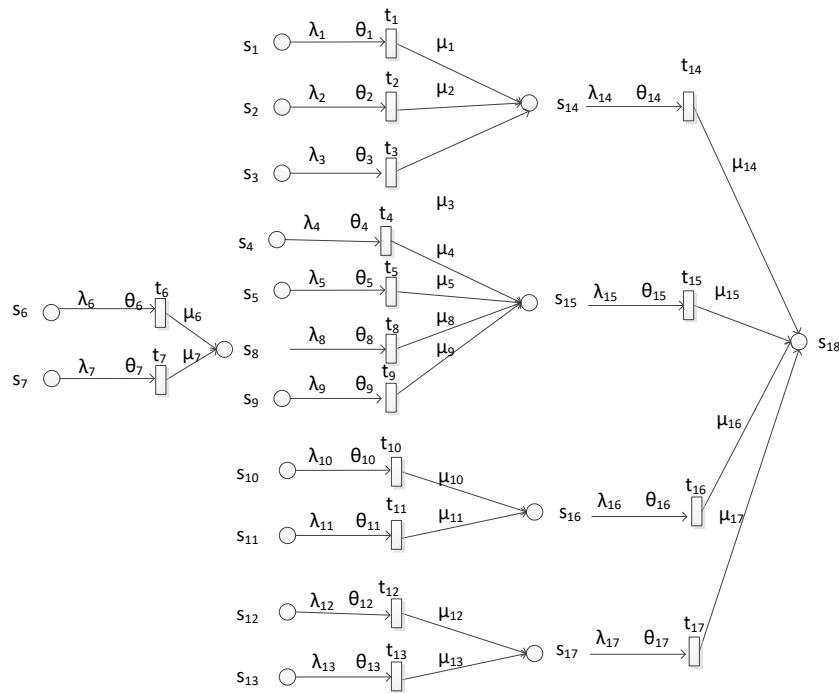 s₁ λ₁ θ₁ t₁ μ₁
s₂ λ₂ θ₂ t₂ μ₂ s₁₄ λ₁₄ θ₁₄ t₁₄
s₃ λ₃ θ₃ t₃ μ₁₄
μ₃
s₄ λ₄ θ₄ t₄ μ₄
s₅ λ₅ θ₅ t₅ μ₅ s₁₅ λ₁₅ θ₁₅ t₁₅ μ₁₅
s₆ λ₆ θ₆ t₆ μ₆
s₈ λ₈ θ₈ t₈ μ₈ s₁₈
s₇ λ₇ θ₇ t₇ μ₇
s₉ λ₉ θ₉ t₉ μ₉
s₁₀ λ₁₀ θ₁₀ t₁₀ μ₁₀ μ₁₆
s₁₁ λ₁₁ θ₁₁ t₁₁ μ₁₁ s₁₆ λ₁₆ θ₁₆ t₁₆ μ₁₇
s₁₂ λ₁₂ θ₁₂ t₁₂ μ₁₂
s₁₃ λ₁₃ θ₁₃ t₁₃ μ₁₃ s₁₇ λ₁₇ θ₁₇ t₁₇